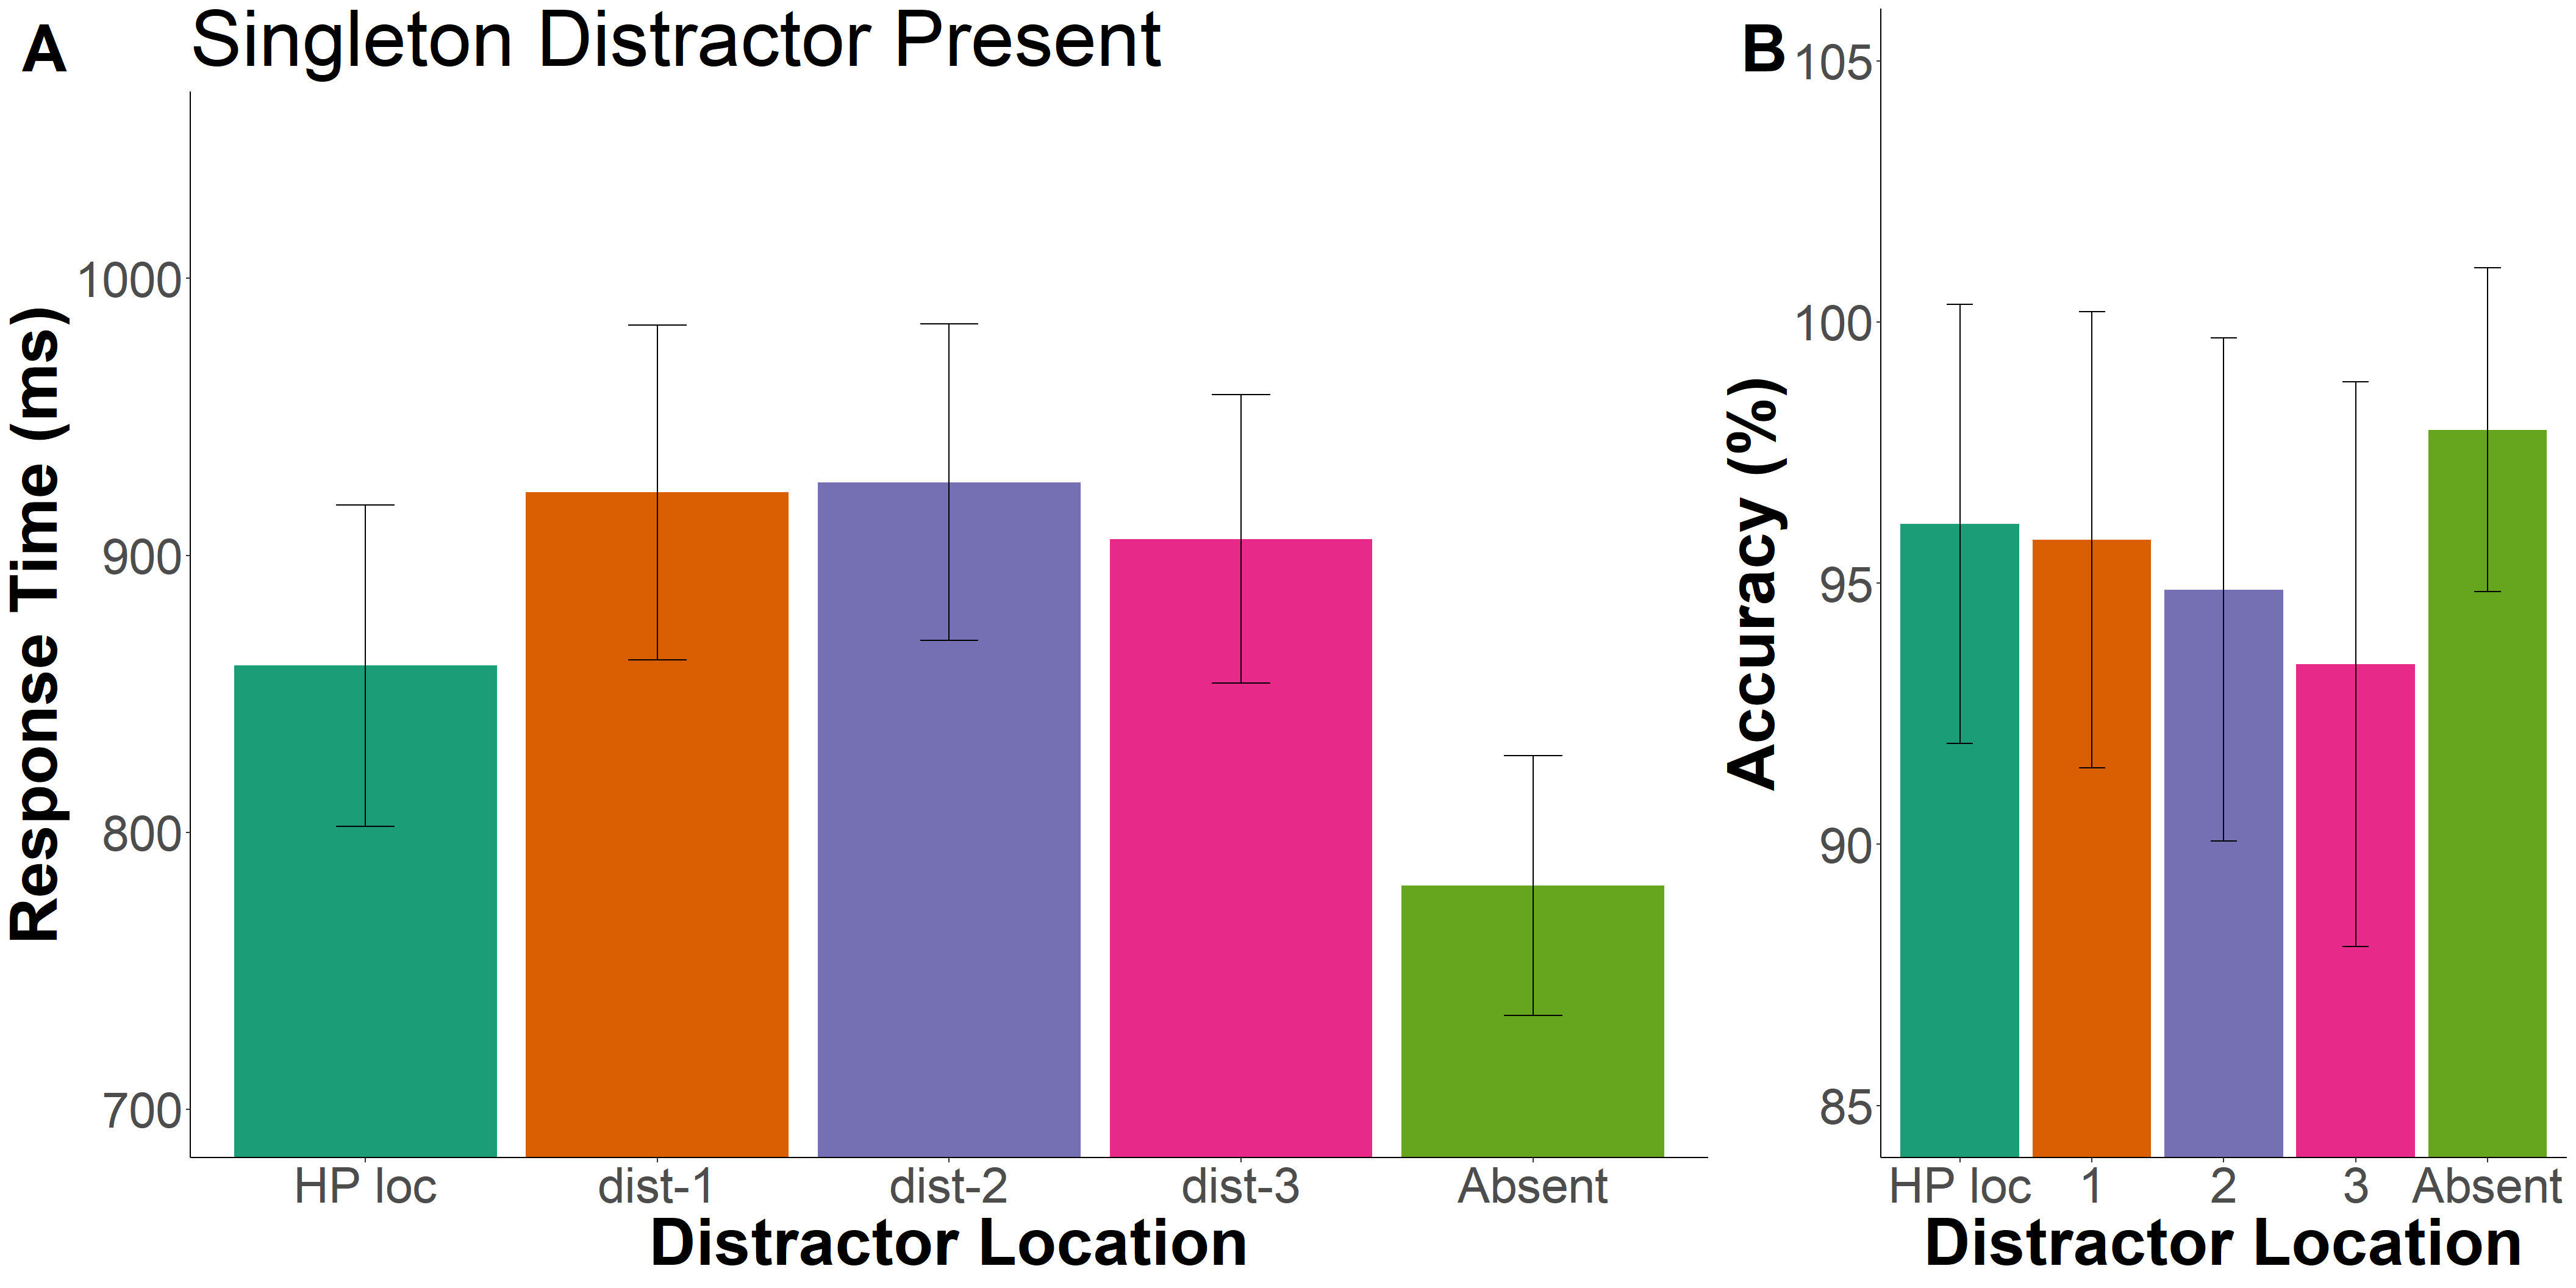 A
Singleton Distractor Present
Response Time (ms)
1000
900
800
700
HP loc dist-1 dist-2 dist-3 Absent
Distractor Location
B
Accuracy (%)
105
100
95
90
85
HP loc 1 2 3 Absent
Distractor Location